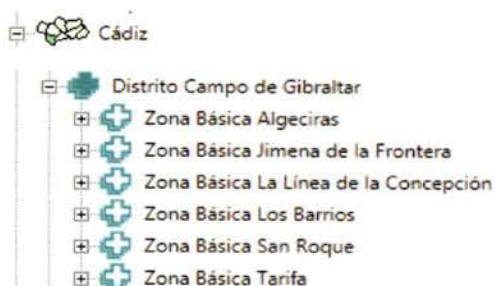 Cádiz
Distrito Campo de Gibraltar
Zona Básica Algeciras
Zona Básica Jimena de la Frontera
Zona Básica La Línea de la Concepción
Zona Básica Los Barrios
Zona Básica San Roque
Zona Básica Tarifa